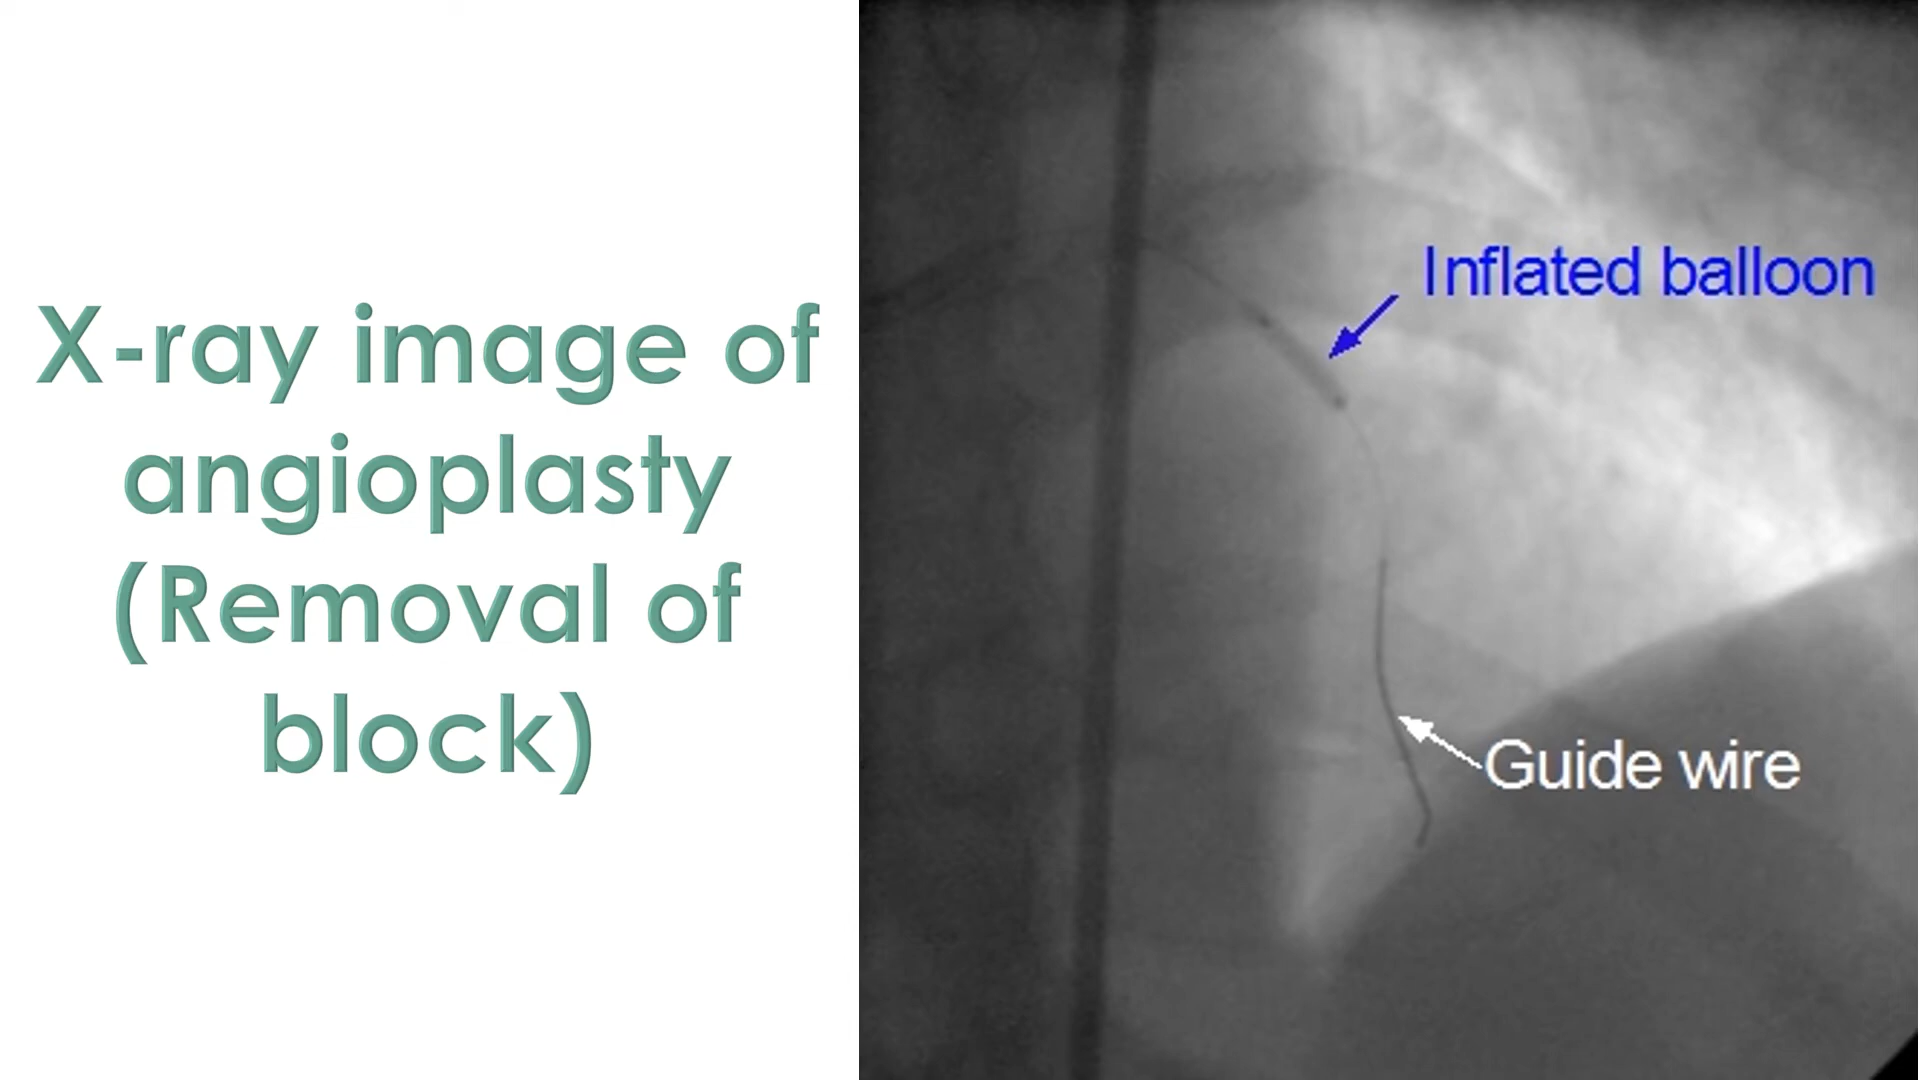 X-ray image of
angioplasty
(Removal of
block)
Inflated balloon
Guide wire